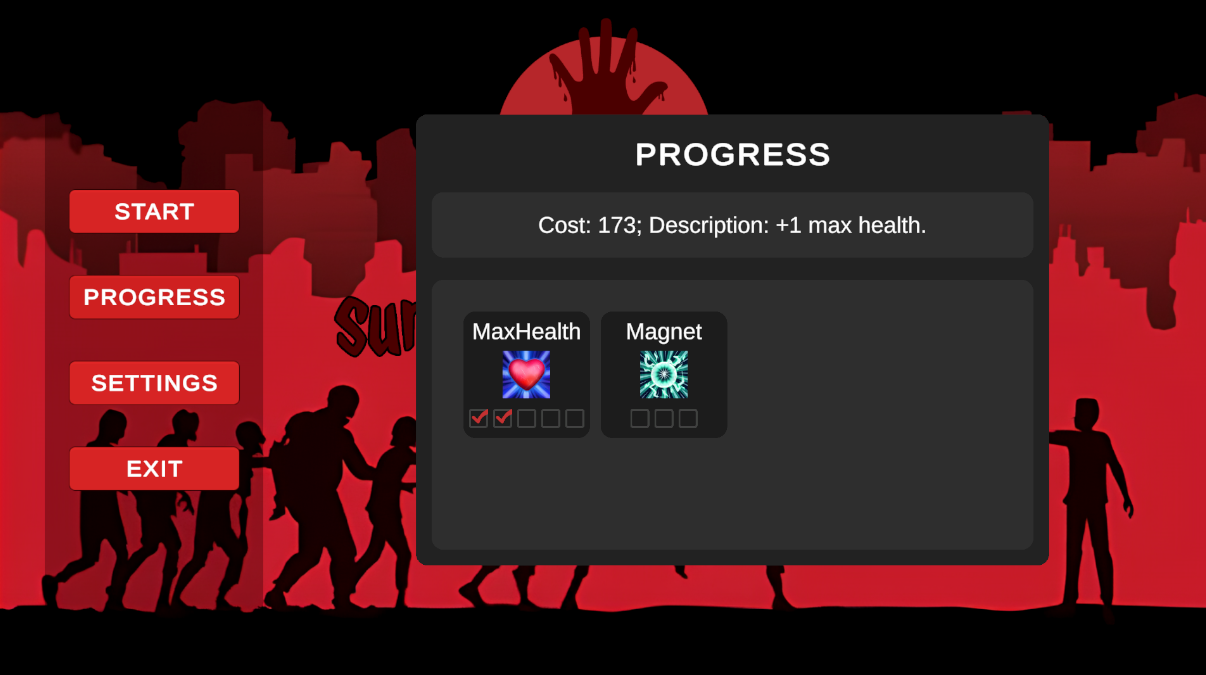 PROGRESS
Cost: 173; Description: +1 max health.
START
PROGRESS
SETTINGS
EXIT
MaxHealth
Magnet